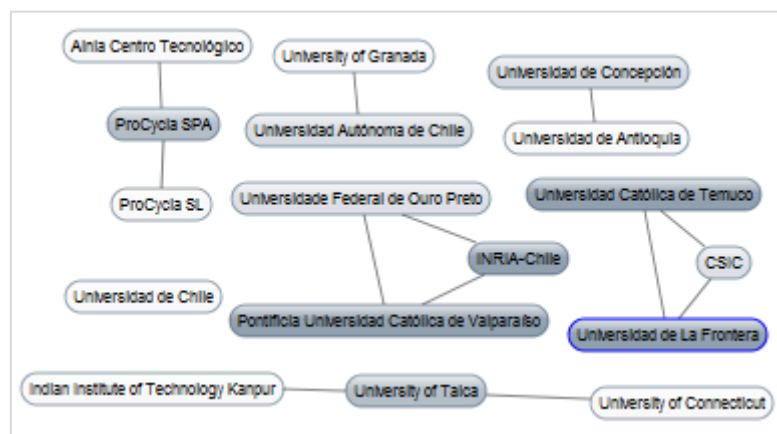 Ainia Centro Tecnológico
University of Granada
Universidad de Concepción
ProCycla SPA
Universidad Autónoma de Chile
Universidad de Antioquia
ProCycla SL
Universidade Federal de Ouro Preto
Universidad Católica de Temuco
INRIA-Chile
CSIC
Universidad de Chile
Pontificia Universidad Católica de Valparaíso
Universidad de La Frontera
Indian Institute of Technology Kanpur
University of Talca
University of Connecticut